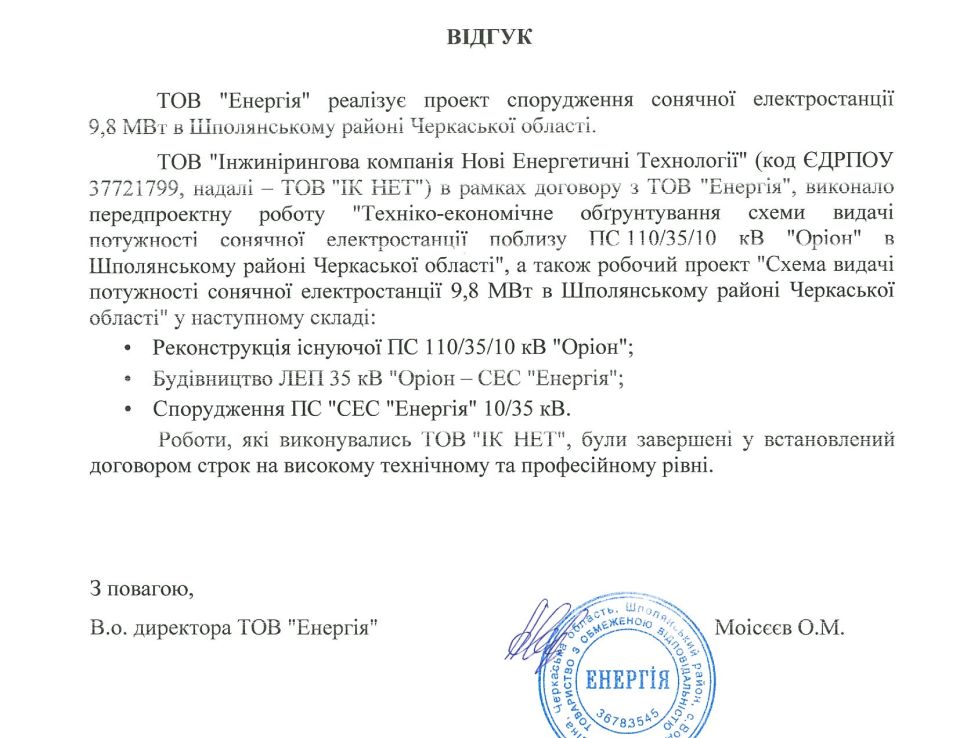 ВІДГУК
ТОВ "Енергія" реалізує проект спорудження сонячної електростанції
9,8 МВт в Шполянському районі Черкаської області.
ТОВ "Інжинірингова компанія Нові Енергетичні Технології" (код ЄДРПОУ
37721799, надалі – ТОВ "ІК НЕТ") в рамках договору з ТОВ "Енергія", виконало
передпроектну роботу "Техніко-економічне обґрунтування схеми видачі
потужності сонячної електростанції поблизу ПС 110/35/10 кВ "Оріон" в
Шполянському районі Черкаської області", а також робочий проект "Схема видачі
потужності сонячної електростанції 9,8 МВт в Шполянському районі Черкаської
області" у наступному складі:
• Реконструкція існуючої ПС 110/35/10 кВ "Оріон";
• Будівництво ЛЕП 35 кВ "Оріон – СЕС "Енергія";
• Спорудження ПС "СЕС "Енергія" 10/35 кВ.
Роботи, які виконувались ТОВ "ІК НЕТ", були завершені у встановлений
договором строк на високому технічному та професійному рівні.
З повагою,
В.о. директора ТОВ "Енергія"
Моісєєв О.М.
Черкаська область, Шполянський район,
ТОВАРИСТВО З ОБМЕЖЕНОЮ ВІДПОВІДАЛЬНІСТЮ
ЕНЕРГІЯ
36783545